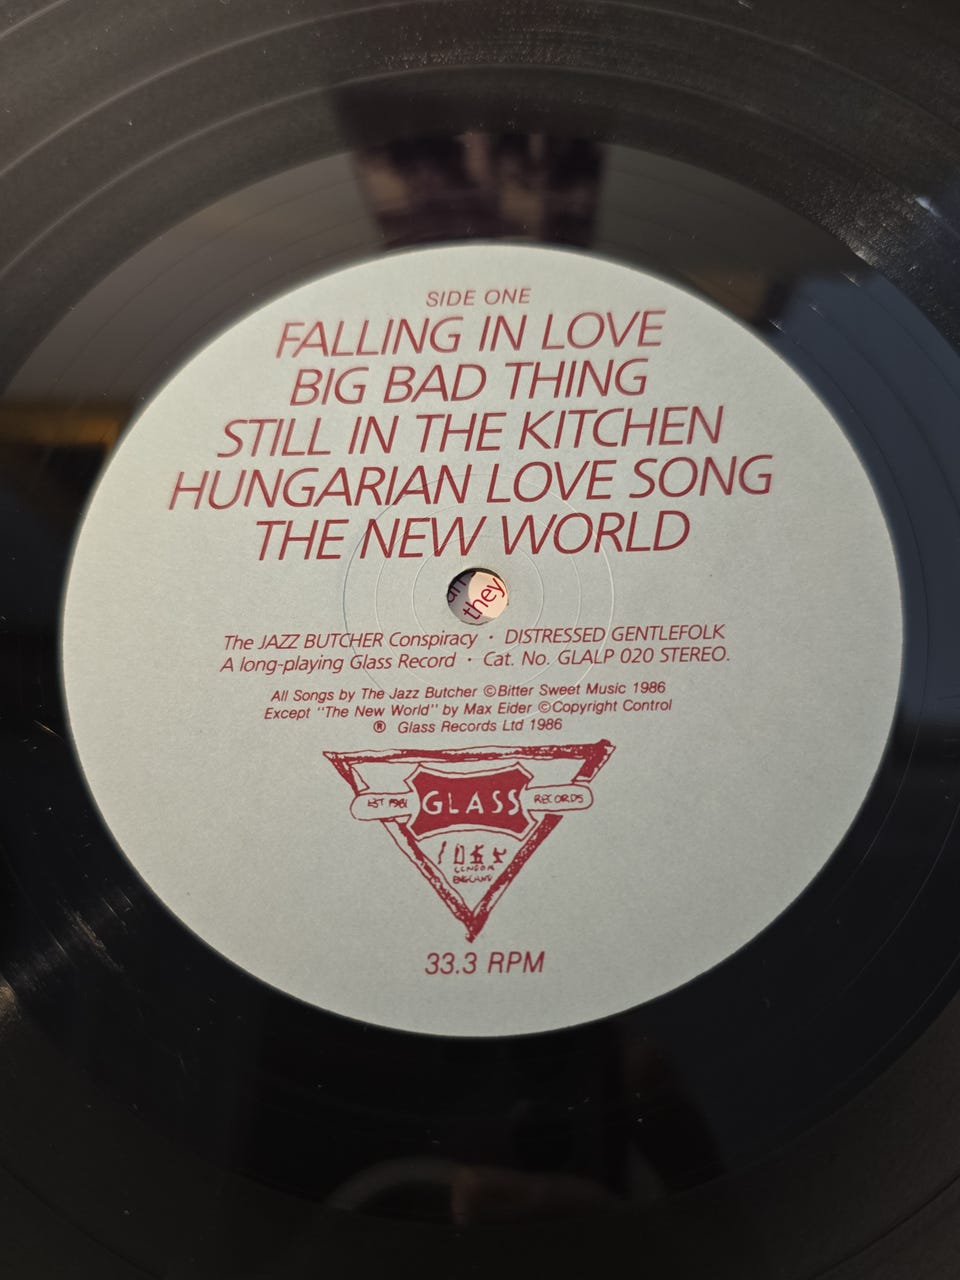 SIDE ONE
FALLING IN LOVE
BIG BAD THING
STILL IN THE KITCHEN
HUNGARIAN LOVE SONG
THE NEW WORLD
they
The JAZZ BUTCHER Conspiracy · DISTRESSED GENTLEFOLK
A long-playing Glass Record · Cat. No. GLALP 020 STEREO.
All Songs by The Jazz Butcher ©Bitter Sweet Music 1986
Except "The New World" by Max Eider ©Copyright Control
® Glass Records Ltd 1986
EST 1981 GLASS RECORDS
LONDON
ENGLAND
33.3 RPM